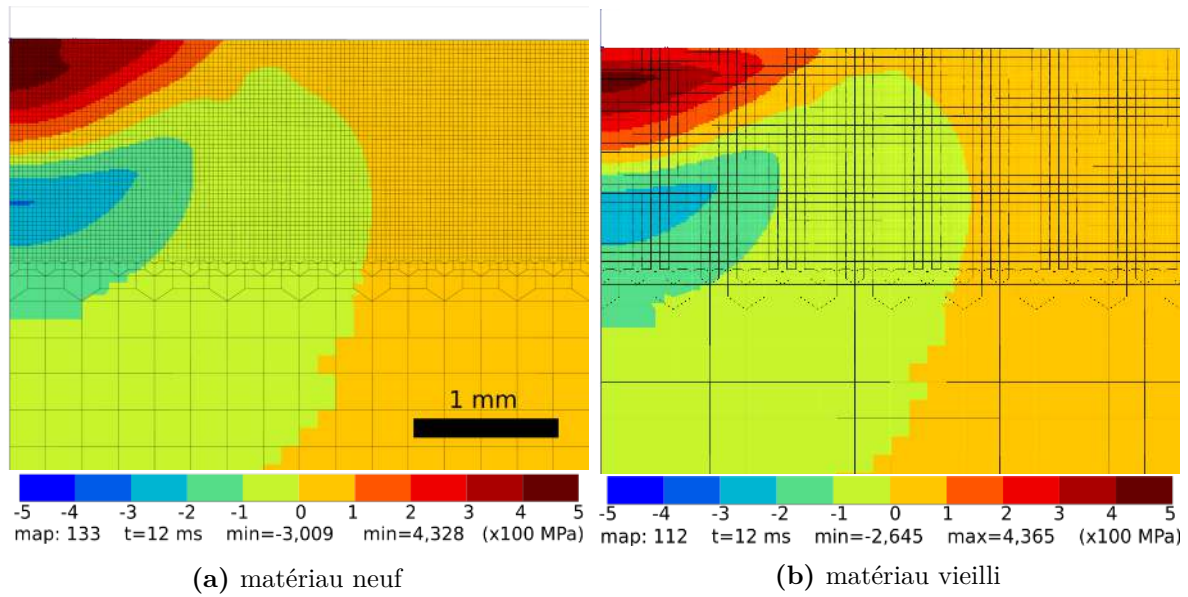 1 mm
-5 -4 -3 -2 -1 0 1 2 3 4 5
map: 133 t=12 ms min=-3,009 min=4,328 (x100 MPa)
(a) matériau neuf
-5 -4 -3 -2 -1 0 1 2 3 4 5
map: 112 t=12 ms min=-2,645 max=4,365 (x100 MPa)
(b) matériau vieilli